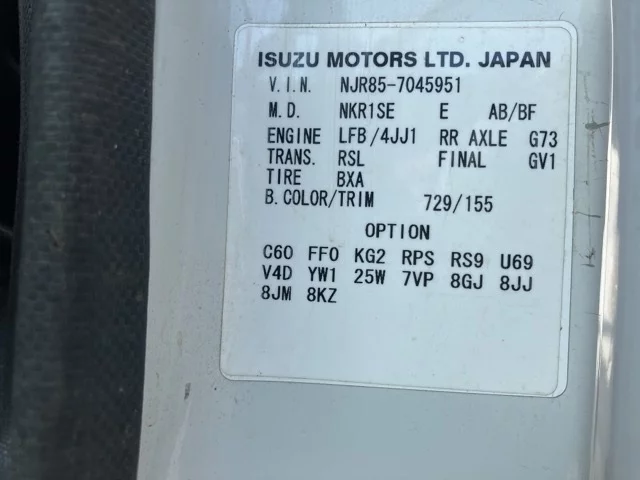 ISUZU MOTORS LTD. JAPAN
V.I.N. NJR85-7045951
M.D. NKR1SE E AB/BF
ENGINE LFB/4JJ1 RR AXLE G73
TRANS. RSL FINAL GV1
TIRE BXA
B.COLOR/TRIM 729/155
OPTION
C60 FF0 KG2 RPS RS9 U69
V4D YW1 25W 7VP 8GJ 8JJ
8JM 8KZ